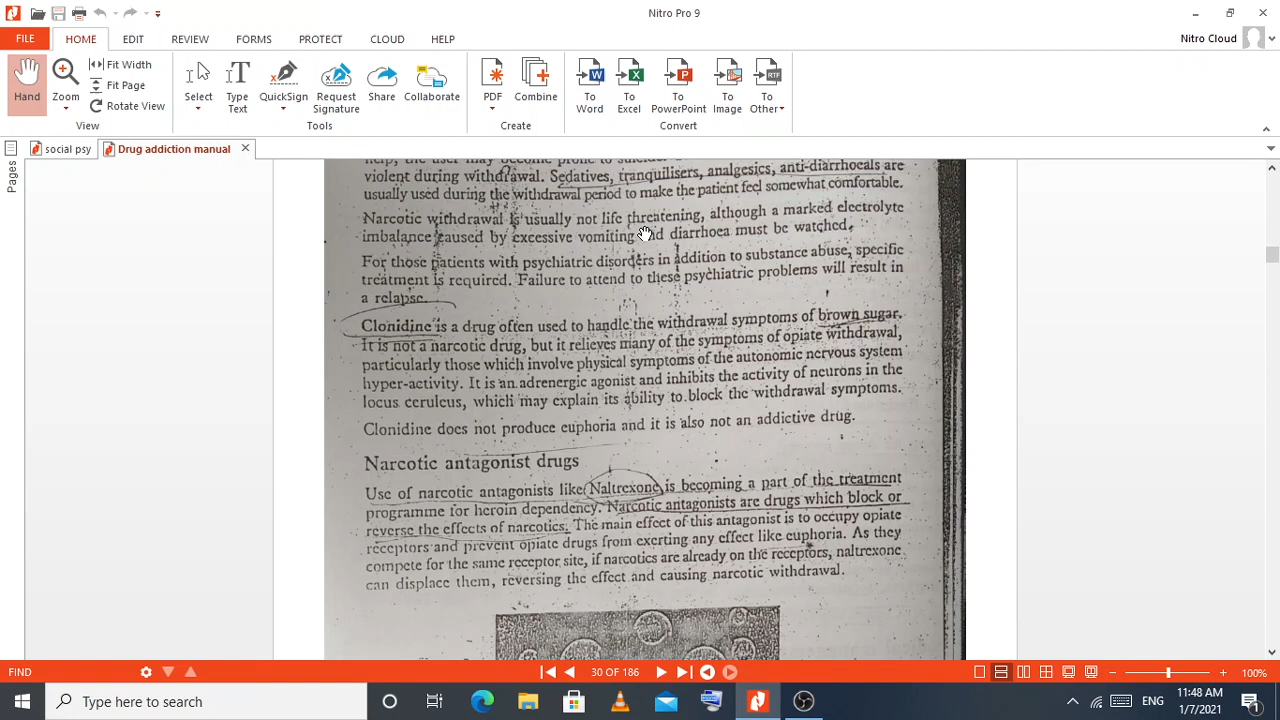 Nitro Pro 9
FILE HOME EDIT REVIEW FORMS PROTECT CLOUD HELP
Nitro Cloud
Hand Zoom Fit Width Fit Page Rotate View
Select Type Text QuickSign Request Signature Share Collaborate
PDF Combine
To Word To Excel To PowerPoint To Image To Other
View Tools Create Convert
Pages
social psy Drug addiction manual
help, the user may become prone to
violent during withdrawal. Sedatives, tranquilisers, analgesics, anti-diarrhoeals are
usually used during the withdrawal period to make the patient feel somewhat comfortable.
Narcotic withdrawal is usually not life threatening, although a marked electrolyte
imbalance caused by excessive vomiting and diarrhoea must be watched.
For those patients with psychiatric disorders in addition to substance abuse, specific
treatment is required. Failure to attend to these psychiatric problems will result in
a relapse.
Clonidine is a drug often used to handle the withdrawal symptoms of brown sugar.
It is not a narcotic drug, but it relieves many of the symptoms of opiate withdrawal,
particularly those which involve physical symptoms of the autonomic nervous system
hyper-activity. It is an adrenergic agonist and inhibits the activity of neurons in the
locus ceruleus, which may explain its ability to block the withdrawal symptoms.
Clonidine does not produce euphoria and it is also not an addictive drug.
Narcotic antagonist drugs
Use of narcotic antagonists like Naltrexone is becoming a part of the treatment
programme for heroin dependency. Narcotic antagonists are drugs which block or
reverse the effects of narcotics. The main effect of this antagonist is to occupy opiate
receptors and prevent opiate drugs from exerting any effect like euphoria. As they
compete for the same receptor site, if narcotics are already on the receptors, naltrexone
can displace them, reversing the effect and causing narcotic withdrawal.
FIND
30 OF 186
100%
Type here to search
ENG
11:48 AM
1/7/2021
1